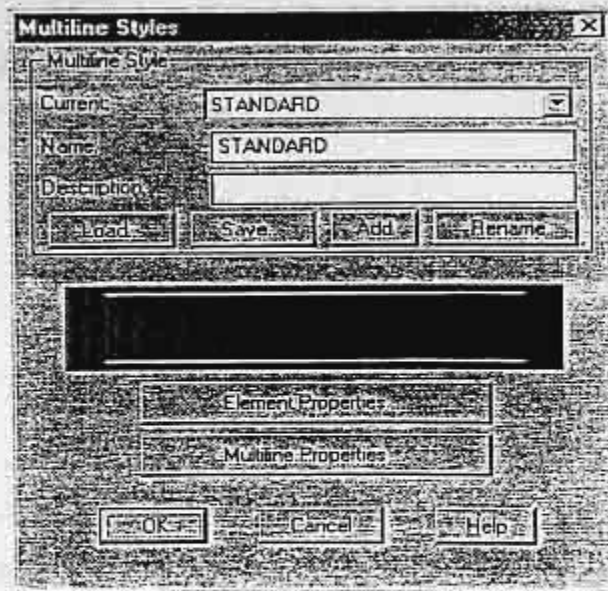 Multiline Styles
Multiline Style
Current: STANDARD
Name: STANDARD
Description:
Load... Save... Add Rename
Element Properties...
Multiline Properties...
OK Cancel Help